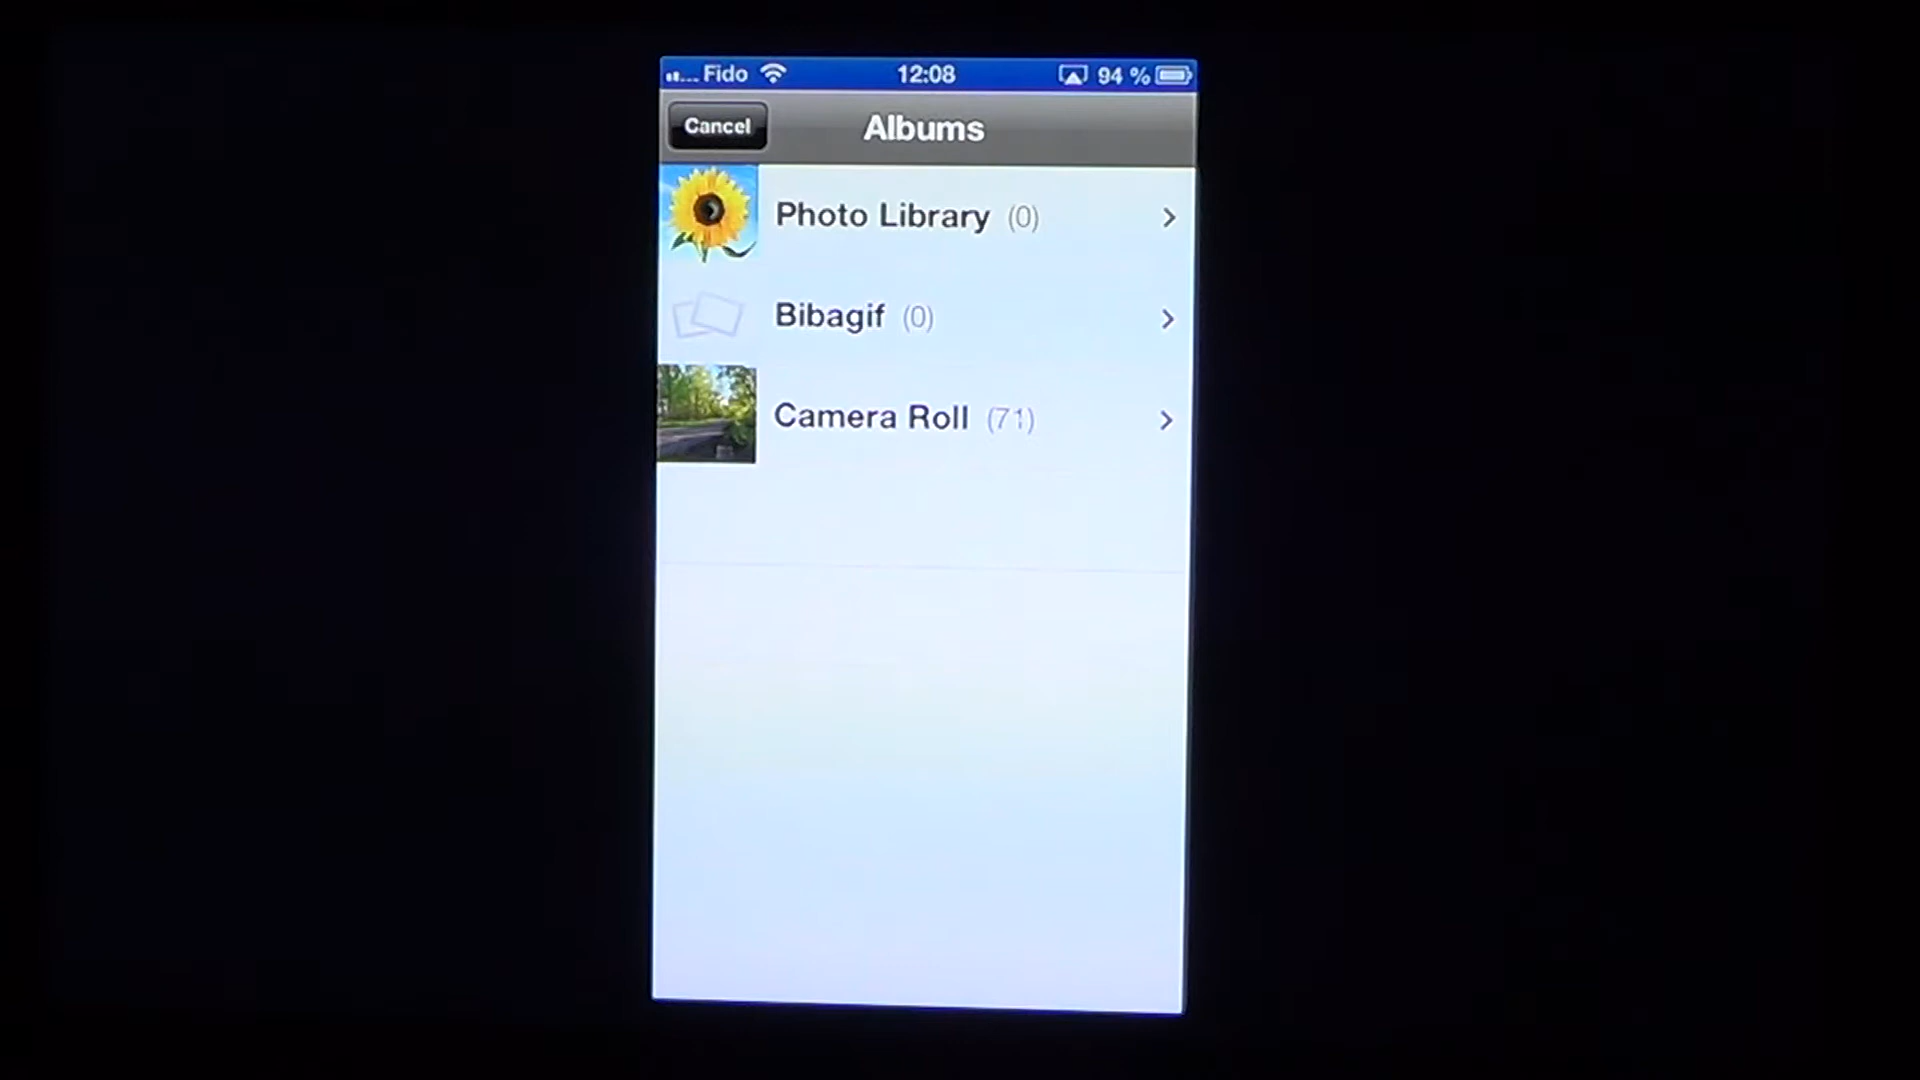 Fido 12:08 94 %
Cancel Albums
Photo Library (0)
Bibagif (0)
Camera Roll (71)